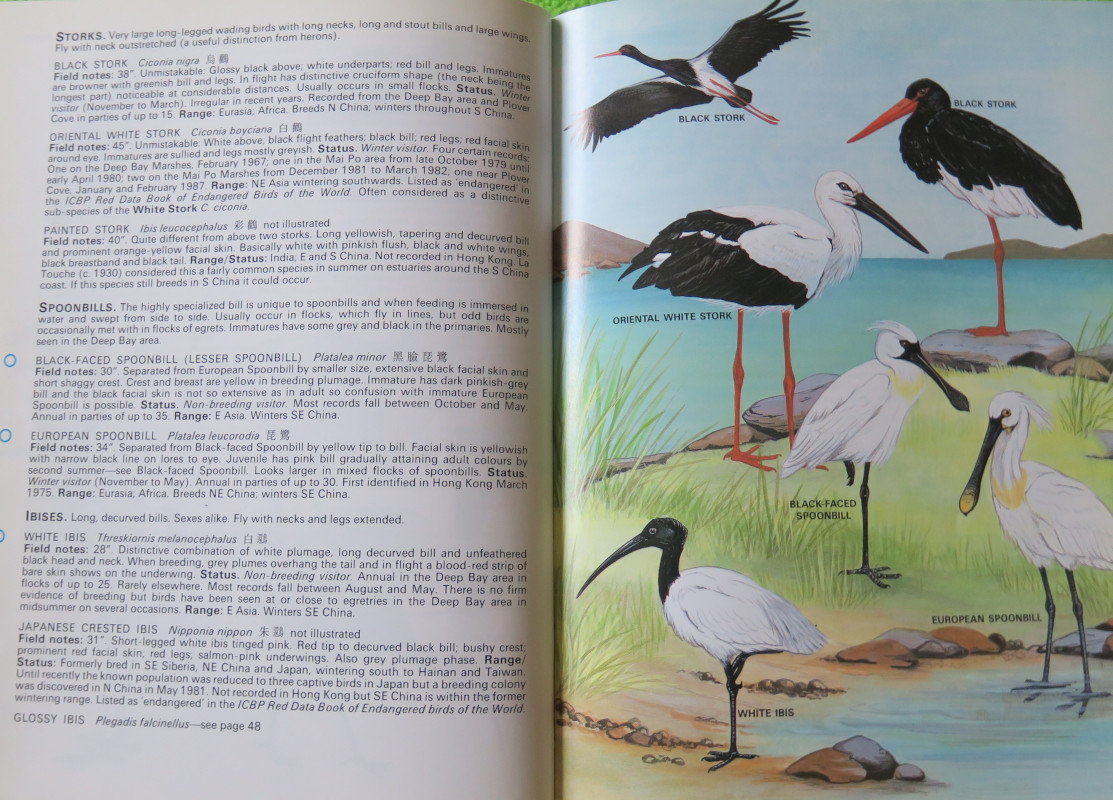 STORKS. Very large long-legged wading birds with long necks, long and stout bills and large wings.
Fly with neck outstretched (a useful distinction from herons).
BLACK STORK Ciconia nigra 烏鸛
Field notes: 38". Unmistakable: Glossy black above; white underparts; red bill and legs. Immatures
are browner with greenish bill and legs. In flight has distinctive cruciform shape (the neck being the
longest part) noticeable at considerable distances. Usually occurs in small flocks. Status. Winter
visitor (November to March). Irregular in recent years. Recorded from the Deep Bay area and Plover
Cove in parties of up to 15. Range: Eurasia; Africa. Breeds N China; winters throughout S China.
ORIENTAL WHITE STORK Ciconia boyciana 白鸛
Field notes: 45". Unmistakable: White above; black flight feathers; black bill; red legs; red facial skin
around eye. Immatures are sullied and legs mostly greyish. Status. Winter visitor. Four certain records:
One on the Deep Bay Marshes, February 1967; one in the Mai Po area from late October 1979 until
early April 1980; two on the Mai Po Marshes from December 1981 to March 1982; one near Plover
Cove, January and February 1987. Range: NE Asia wintering southwards. Listed as 'endangered' in
the ICBP Red Data Book of Endangered Birds of the World. Often considered as a distinctive
sub-species of the White Stork C. ciconia.
PAINTED STORK Ibis leucocephalus 彩鸛 not illustrated
Field notes: 40". Quite different from above two storks. Long yellowish, tapering and decurved bill
and prominent orange-yellow facial skin. Basically white with pinkish flush, black and white wings,
black breastband and black tail. Range/Status: India; E and S China. Not recorded in Hong Kong. La
Touche (c. 1930) considered this a fairly common species in summer on estuaries around the S China
coast. If this species still breeds in S China it could occur.
SPOONBILLS. The highly specialized bill is unique to spoonbills and when feeding is immersed in
water and swept from side to side. Usually occur in flocks, which fly in lines, but odd birds are
occasionally met with in flocks of egrets. Immatures have some grey and black in the primaries. Mostly
seen in the Deep Bay area.
BLACK-FACED SPOONBILL (LESSER SPOONBILL) Platalea minor 黑臉琵鷺
Field notes: 30". Separated from European Spoonbill by smaller size, extensive black facial skin and
short shaggy crest. Crest and breast are yellow in breeding plumage. Immature has dark pinkish-grey
bill and the black facial skin is not so extensive as in adult so confusion with immature European
Spoonbill is possible. Status. Non-breeding visitor. Most records fall between October and May.
Annual in parties of up to 35. Range: E Asia. Winters SE China.
EUROPEAN SPOONBILL Platalea leucorodia 琵鷺
Field notes: 34". Separated from Black-faced Spoonbill by yellow tip to bill. Facial skin is yellowish
with narrow black line on lores to eye. Juvenile has pink bill gradually attaining adult colours by
second summer—see Black-faced Spoonbill. Looks larger in mixed flocks of spoonbills. Status.
Winter visitor (November to May). Annual in parties of up to 30. First identified in Hong Kong March
1975. Range: Eurasia; Africa. Breeds NE China; winters SE China.
IBISES. Long, decurved bills. Sexes alike. Fly with necks and legs extended.
WHITE IBIS Threskiornis melanocephalus 白鹮
Field notes: 28". Distinctive combination of white plumage, long decurved bill and unfeathered
black head and neck. When breeding, grey plumes overhang the tail and in flight a blood-red strip of
bare skin shows on the underwing. Status. Non-breeding visitor. Annual in the Deep Bay area in
flocks of up to 25. Rarely elsewhere. Most records fall between August and May. There is no firm
evidence of breeding but birds have been seen at or close to egretries in the Deep Bay area in
midsummer on several occasions. Range: E Asia. Winters SE China.
JAPANESE CRESTED IBIS Nipponia nippon 朱鹮 not illustrated
Field notes: 31". Short-legged white ibis tinged pink. Red tip to decurved black bill; bushy crest;
prominent red facial skin; red legs; salmon-pink underwings. Also grey plumage phase. Range/
Status: Formerly bred in SE Siberia, NE China and Japan, wintering south to Hainan and Taiwan.
Until recently the known population was reduced to three captive birds in Japan but a breeding colony
was discovered in N China in May 1981. Not recorded in Hong Kong but SE China is within the former
wintering range. Listed as 'endangered' in the ICBP Red Data Book of Endangered birds of the World.
GLOSSY IBIS Plegadis falcinellus—see page 48
BLACK STORK
BLACK STORK
ORIENTAL WHITE STORK
BLACK-FACED
SPOONBILL
EUROPEAN SPOONBILL
WHITE IBIS